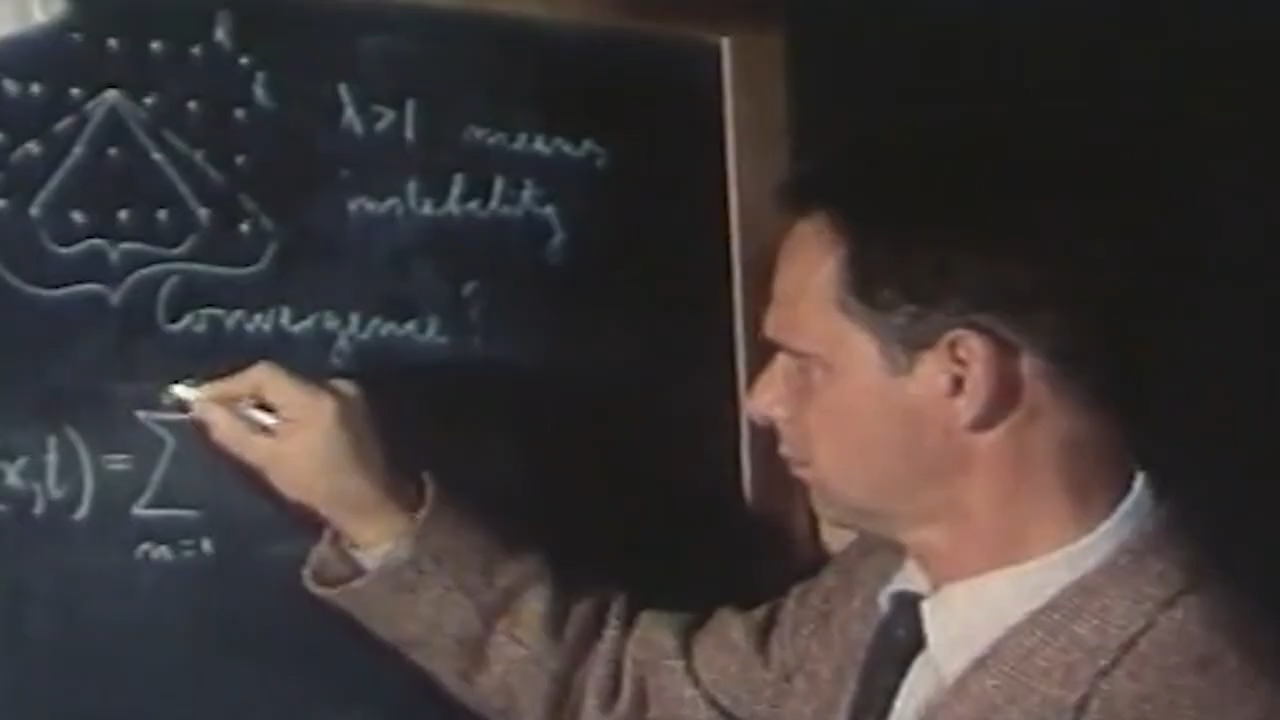 λ>1 means
instability
Convergence?
x,t) = ∑
m=1